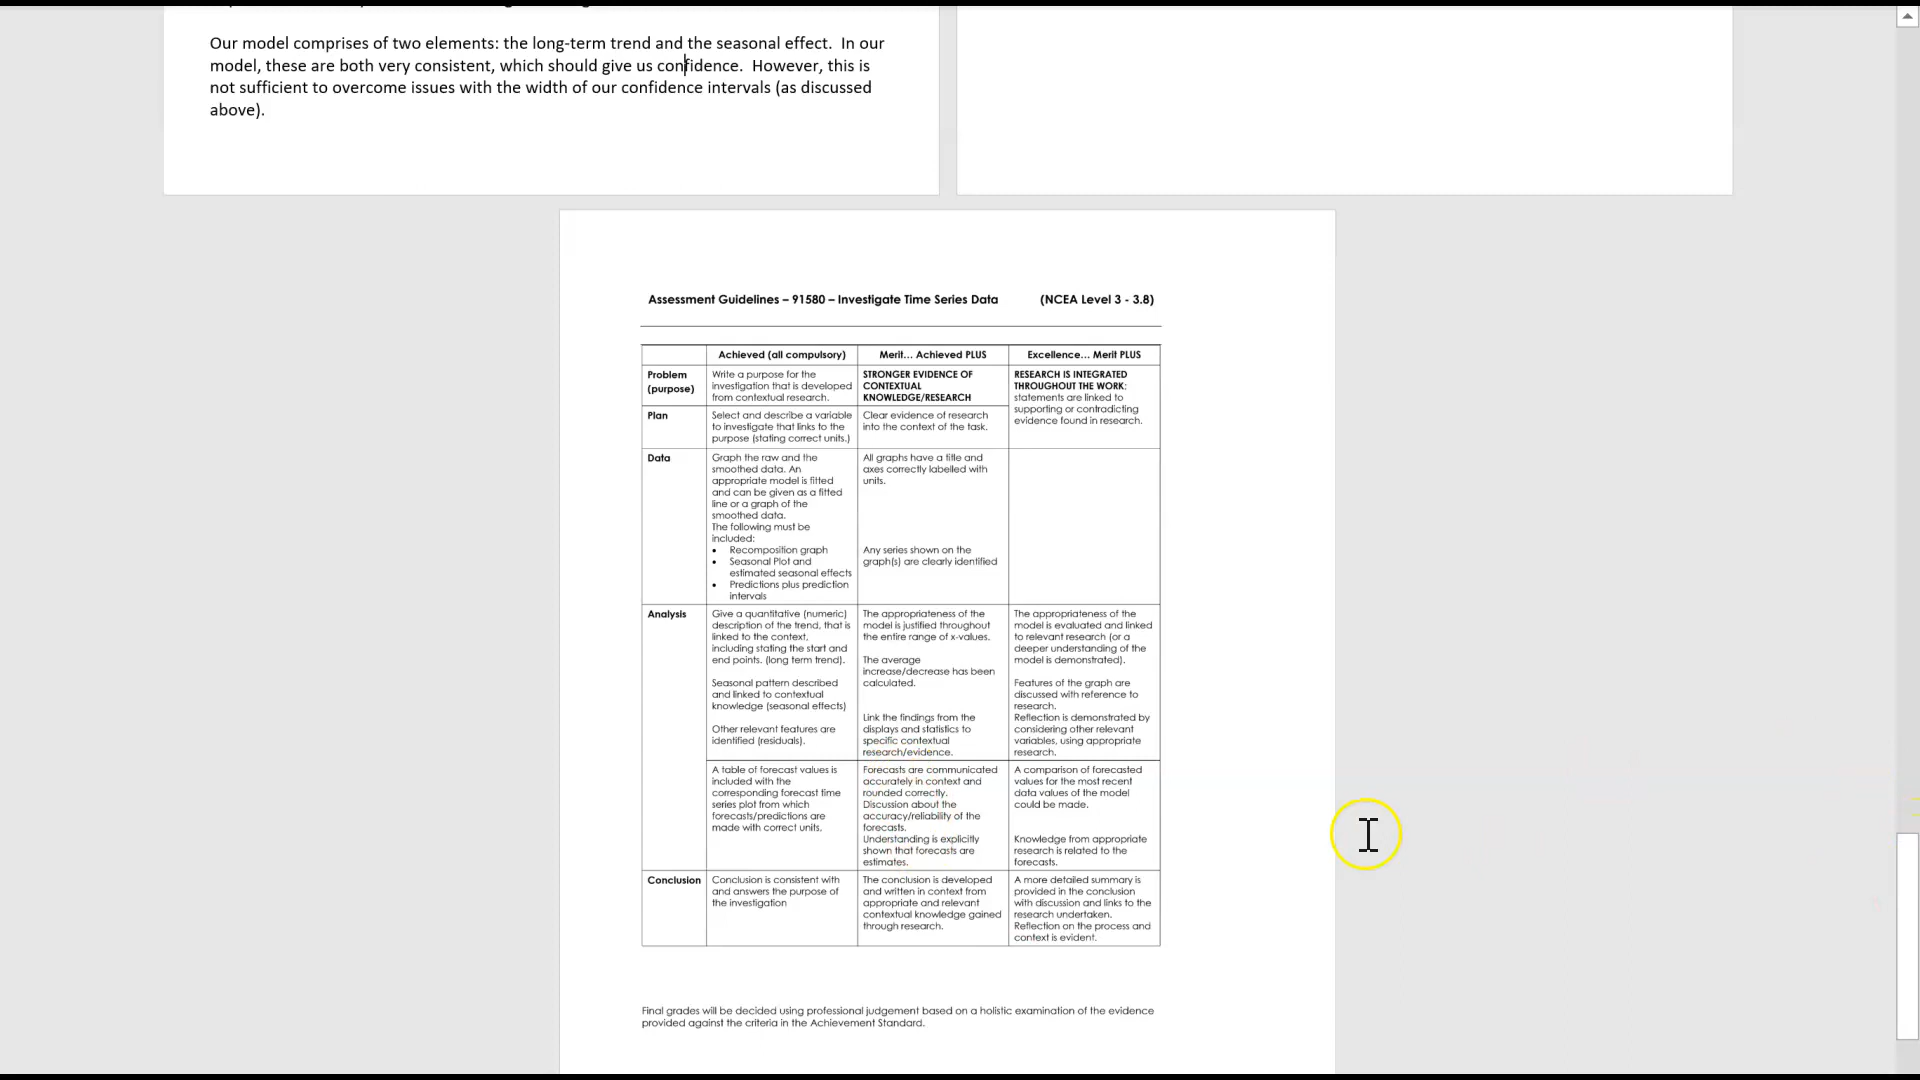 Our model comprises of two elements: the long-term trend and the seasonal effect.  In our
model, these are both very consistent, which should give us confidence.  However, this is
not sufficient to overcome issues with the width of our confidence intervals (as discussed
above).
Assessment Guidelines – 91580 – Investigate Time Series Data (NCEA Level 3 - 3.8)
Achieved (all compulsory)
Merit… Achieved PLUS
Excellence… Merit PLUS
Problem
(purpose)
Write a purpose for the
investigation that is developed
from contextual research.
STRONGER EVIDENCE OF
CONTEXTUAL
KNOWLEDGE/RESEARCH
RESEARCH IS INTEGRATED
THROUGHOUT THE WORK:
statements are linked to
supporting or contradicting
evidence found in research.
Plan
Select and describe a variable
to investigate that links to the
purpose (stating correct units.)
Clear evidence of research
into the context of the task.
Data
Graph the raw and the
smoothed data. An
appropriate model is fitted
and can be given as a fitted
line or a graph of the
smoothed data.
The following must be
included:
• Recomposition graph
• Seasonal Plot and
estimated seasonal effects
• Predictions plus prediction
intervals
All graphs have a title and
axes correctly labelled with
units.
Any series shown on the
graph(s) are clearly identified
Analysis
Give a quantitative (numeric)
description of the trend, that is
linked to the context,
including stating the start and
end points. (long term trend).
Seasonal pattern described
and linked to contextual
knowledge (seasonal effects)
Other relevant features are
identified (residuals).
The appropriateness of the
model is justified throughout
the entire range of x-values.
The average
increase/decrease has been
calculated.
Link the findings from the
displays and statistics to
specific contextual
research/evidence.
The appropriateness of the
model is evaluated and linked
to relevant research (or a
deeper understanding of the
model is demonstrated).
Features of the graph are
discussed with reference to
research.
Reflection is demonstrated by
considering other relevant
variables, using appropriate
research.
A table of forecast values is
included with the
corresponding forecast time
series plot from which
forecasts/predictions are
made with correct units.
Forecasts are communicated
accurately in context and
rounded correctly.
Discussion about the
accuracy/reliability of the
forecasts.
Understanding is explicitly
shown that forecasts are
estimates.
A comparison of forecasted
values for the most recent
data values of the model
could be made.
Knowledge from appropriate
research is related to the
forecasts.
Conclusion
Conclusion is consistent with
and answers the purpose of
the investigation
The conclusion is developed
and written in context from
appropriate and relevant
contextual knowledge gained
through research.
A more detailed summary is
provided in the conclusion
with discussion and links to the
research undertaken.
Reflection on the process and
context is evident.
Final grades will be decided using professional judgement based on a holistic examination of the evidence
provided against the criteria in the Achievement Standard.